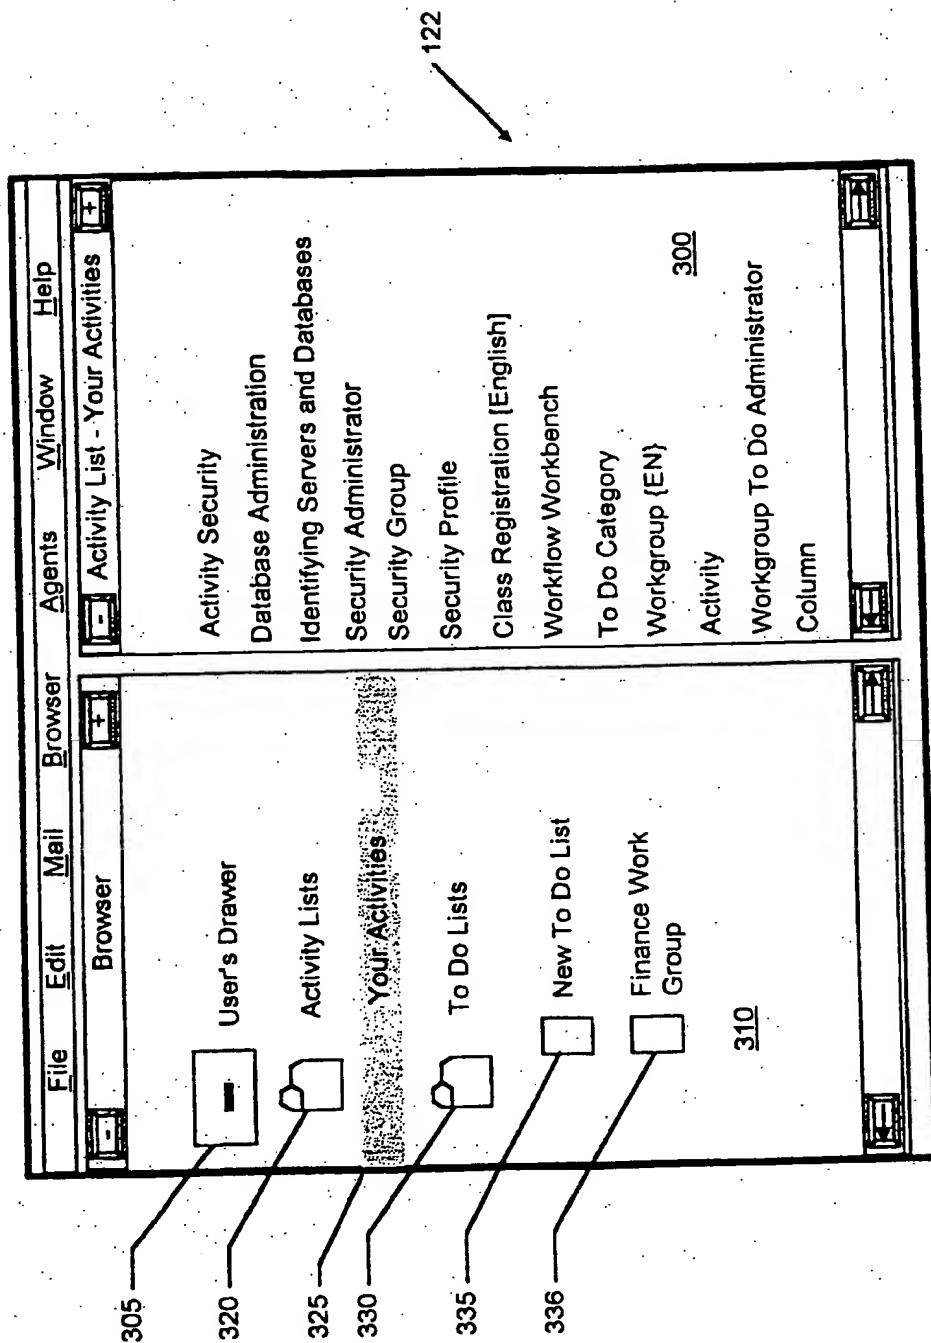 File Edit Mail Browser Agents Window Help
- Browser +
User's Drawer
Activity Lists
Your Activities
To Do Lists
New To Do List
Finance Work
Group
310
- Activity List - Your Activities +
Activity Security
Database Administration
Identifying Servers and Databases
Security Administrator
Security Group
Security Profile
Class Registration [English]
Workflow Workbench
To Do Category
Workgroup {EN}
Activity
Workgroup To Do Administrator
Column
300
122
305
320
325
330
335
336